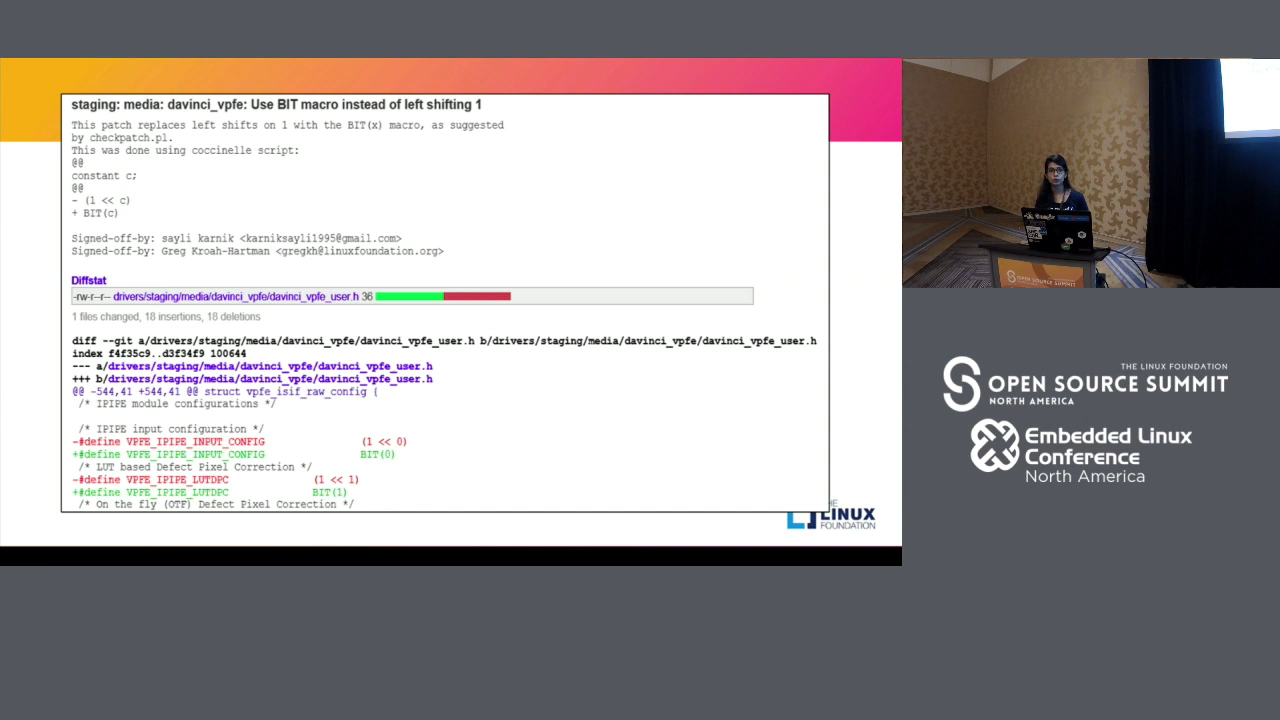 staging: media: davinci_vpfe: Use BIT macro instead of left shifting 1
This patch replaces left shifts on 1 with the BIT(x) macro, as suggested
by checkpatch.pl.
This was done using coccinelle script:
@@
constant c;
@@
- (1 << c)
+ BIT(c)
Signed-off-by: sayli karnik <karniksayli1995@gmail.com>
Signed-off-by: Greg Kroah-Hartman <gregkh@linuxfoundation.org>
Diffstat
-rw-r--r-- drivers/staging/media/davinci_vpfe/davinci_vpfe_user.h 36
1 files changed, 18 insertions, 18 deletions
diff --git a/drivers/staging/media/davinci_vpfe/davinci_vpfe_user.h b/drivers/staging/media/davinci_vpfe/davinci_vpfe_user.h
index f4f35c9..d3f34f9 100644
--- a/drivers/staging/media/davinci_vpfe/davinci_vpfe_user.h
+++ b/drivers/staging/media/davinci_vpfe/davinci_vpfe_user.h
@@ -544,41 +544,41 @@ struct vpfe_isif_raw_config {
/* IPIPE module configurations */
/* IPIPE input configuration */
-#define VPFE_IPIPE_INPUT_CONFIG (1 << 0)
+#define VPFE_IPIPE_INPUT_CONFIG BIT(0)
/* LUT based Defect Pixel Correction */
-#define VPFE_IPIPE_LUTDPC (1 << 1)
+#define VPFE_IPIPE_LUTDPC BIT(1)
/* On the fly (OTF) Defect Pixel Correction */
LINUX
FOUNDATION
OPEN SOURCE SUMMIT
THE LINUX FOUNDATION
OPEN SOURCE SUMMIT
NORTH AMERICA
Embedded Linux
Conference
North America